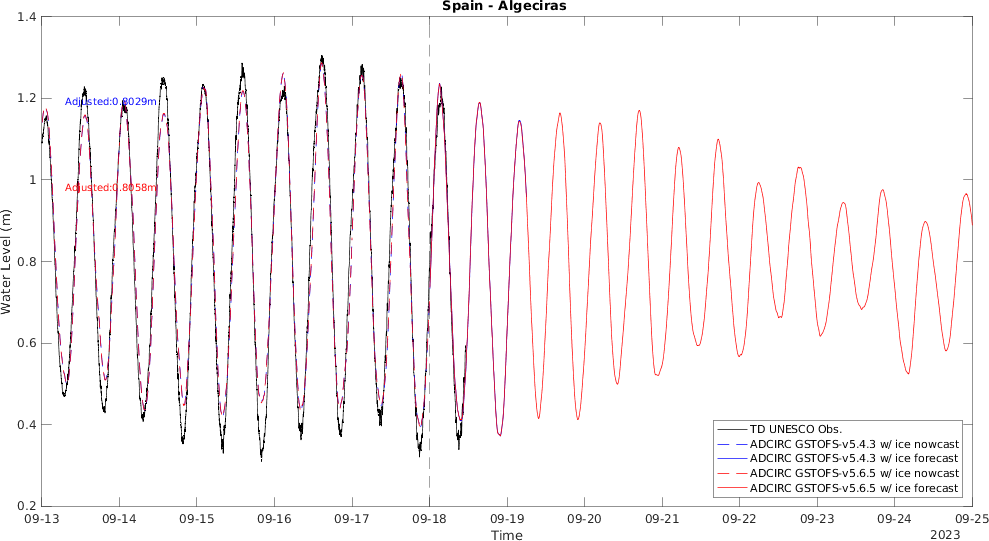 Spain - Algeciras
1.4
1.2
1
0.8
0.6
0.4
0.2
Water Level (m)
Adjusted:0.8029m
Adjusted:0.8058m
TD UNESCO Obs.
ADCIRC GSTOFS-v5.4.3 w/ ice nowcast
ADCIRC GSTOFS-v5.4.3 w/ ice forecast
ADCIRC GSTOFS-v5.6.5 w/ ice nowcast
ADCIRC GSTOFS-v5.6.5 w/ ice forecast
09-13 09-14 09-15 09-16 09-17 09-18 09-19 09-20 09-21 09-22 09-23 09-24 09-25
Time
2023